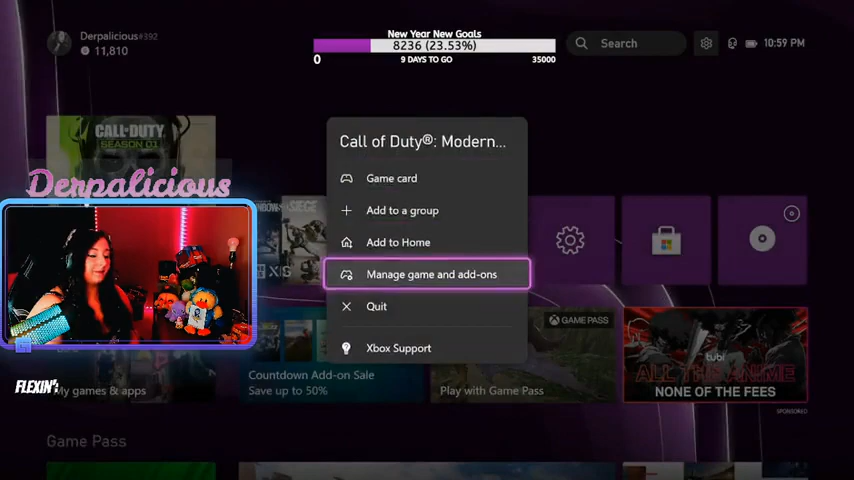 Derpalicious#392
11,810
New Year New Goals
8236 (23.53%)
0
9 DAYS TO GO
35000
Search
10:59 PM
CALL OF DUTY
SEASON 01
Call of Duty®: Modern...
Game card
Add to a group
Add to Home
Manage game and add-ons
Quit
Xbox Support
Derpalicious
SIEGE
X|S
FLEXIN':
My games & apps
Countdown Add-on Sale
Save up to 50%
GAME PASS
Play with Game Pass
tubi
ALL THE ANIME
NONE OF THE FEES
SPONSORED
Game Pass